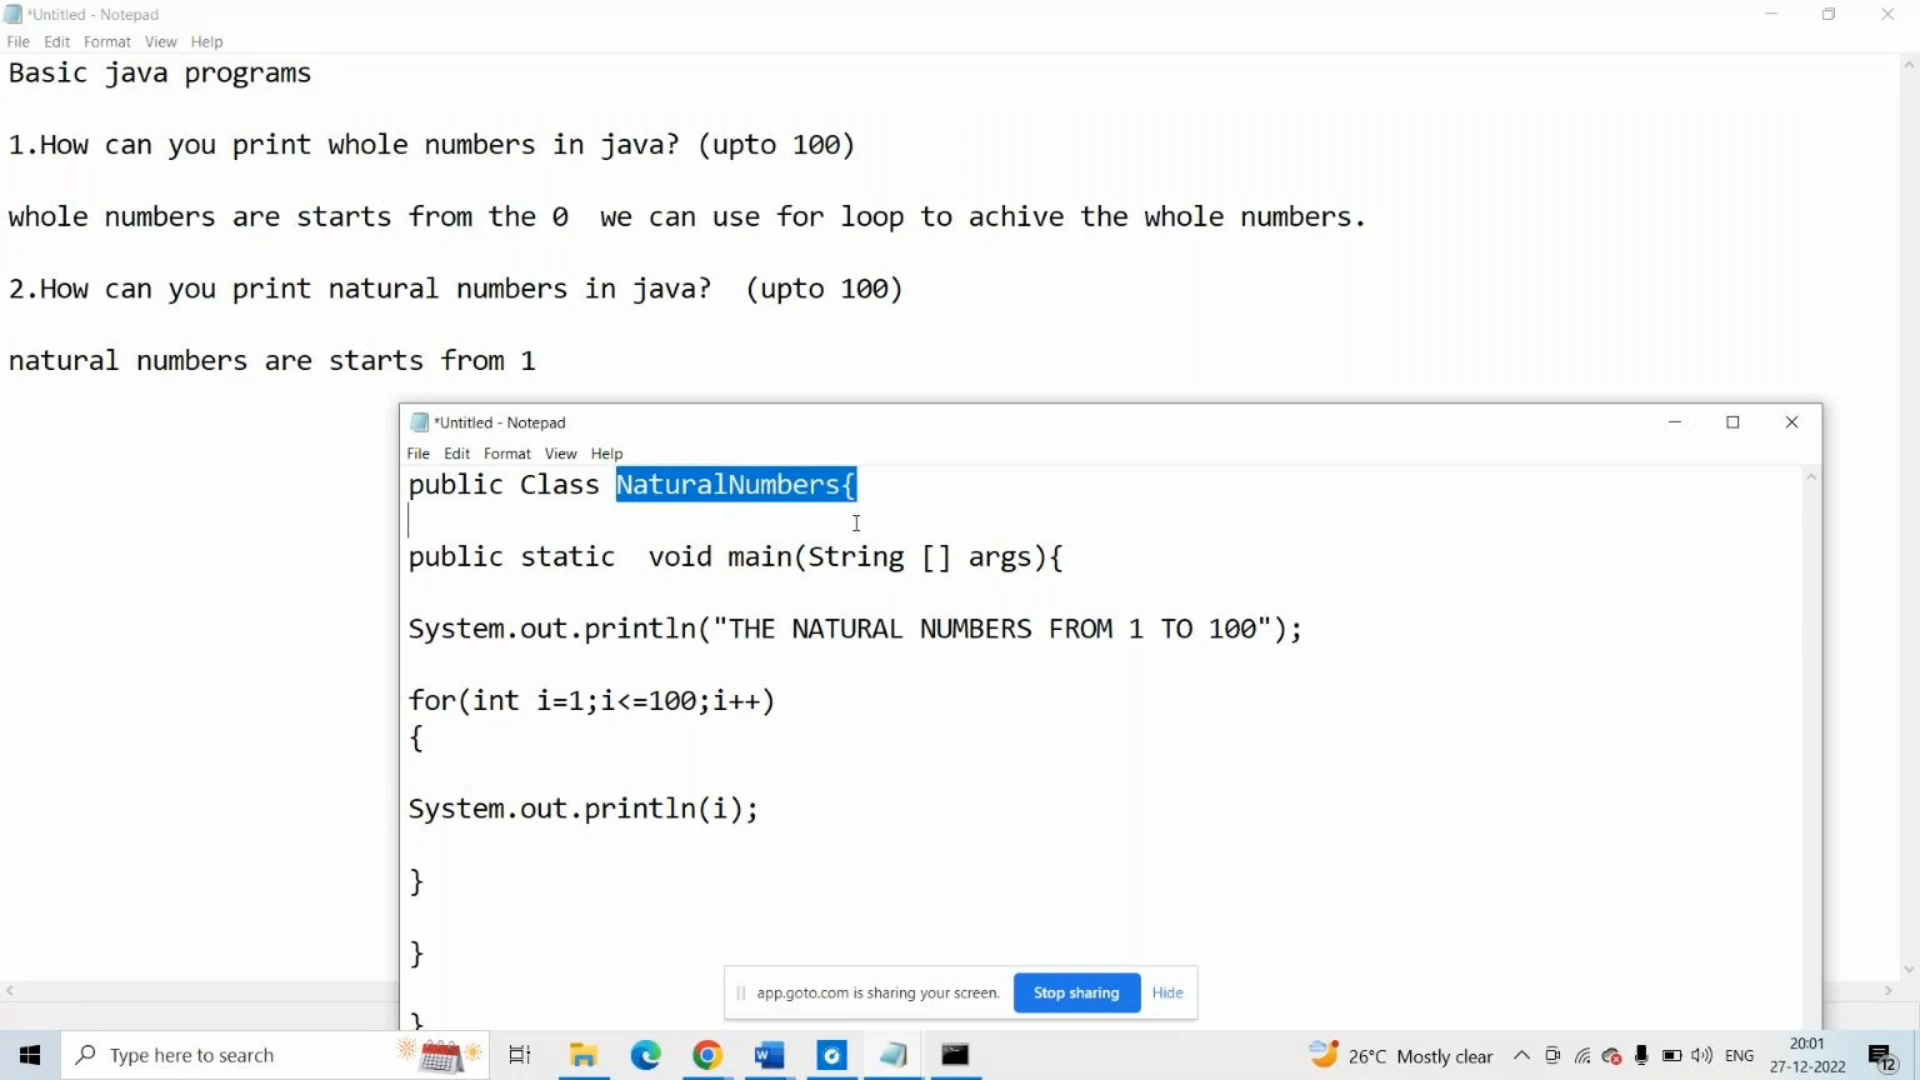 *Untitled - Notepad
File Edit Format View Help
Basic java programs
1.How can you print whole numbers in java? (upto 100)
whole numbers are starts from the 0  we can use for loop to achive the whole numbers.
2.How can you print natural numbers in java?  (upto 100)
natural numbers are starts from 1
*Untitled - Notepad
File Edit Format View Help
public Class NaturalNumbers{
public static  void main(String [] args){
System.out.println("THE NATURAL NUMBERS FROM 1 TO 100");
for(int i=1;i<=100;i++)
{
System.out.println(i);
}
}
}
app.goto.com is sharing your screen. Stop sharing Hide
Type here to search
26°C Mostly clear
ENG
20:01
27-12-2022
12